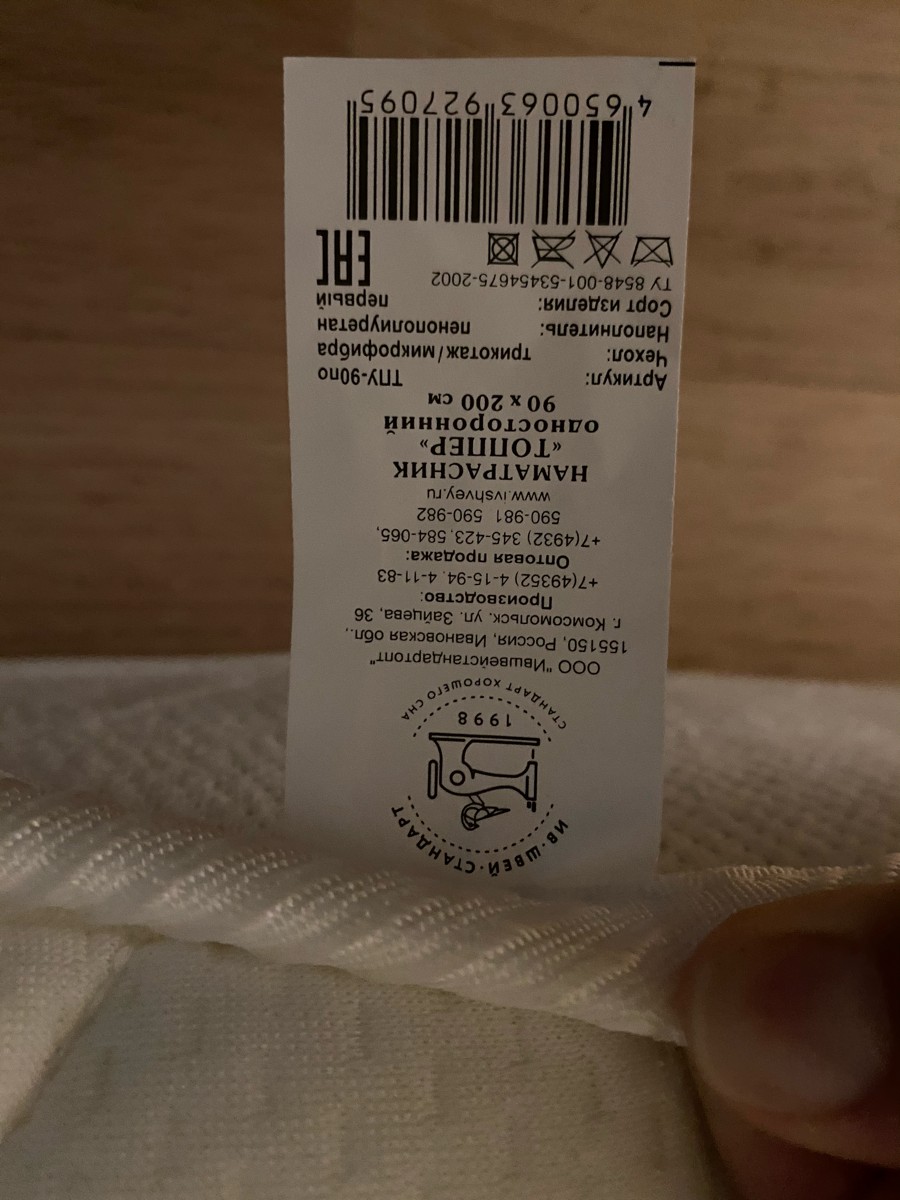 ИВ·ШВЕЙ·СТАНДАРТ
1998
СТАНДАРТ ХОРОШЕГО СНА
ООО "Ившвейстандартопт"
155150, Россия, Ивановская обл.,
г. Комсомольск. ул. Зайцева, 36
Производство:
+7(49352) 4-15-94. 4-11-83
Оптовая продажа:
+7(4932) 345-423. 584-065,
590-981 590-982
www.ivshvey.ru
НАМАТРАСНИК
«ТОППЕР»
односторонний
90 х 200 см
Артикул: ТПУ-90по
Чехол: трикотаж/микрофибра
Наполнитель: пенополиуретан
Сорт изделия: первый
ТУ 8548-001-53454675-2002
EAC
4 650063 927095